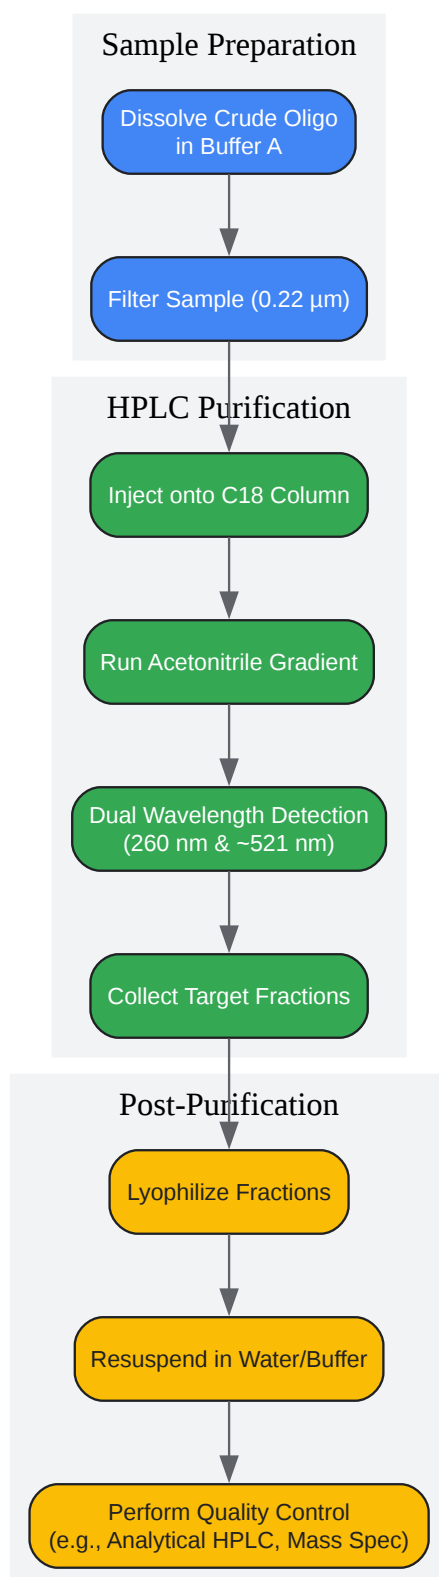 Sample Preparation
Dissolve Crude Oligo
in Buffer A
Filter Sample (0.22 µm)
HPLC Purification
Inject onto C18 Column
Run Acetonitrile Gradient
Dual Wavelength Detection
(260 nm & ~521 nm)
Collect Target Fractions
Post-Purification
Lyophilize Fractions
Resuspend in Water/Buffer
Perform Quality Control
(e.g., Analytical HPLC, Mass Spec)